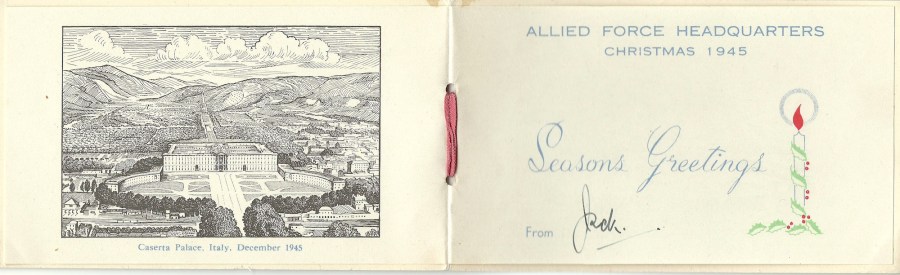 Caserta Palace, Italy, December 1945
ALLIED FORCE HEADQUARTERS
CHRISTMAS 1945
Seasons Greetings
From Jack.